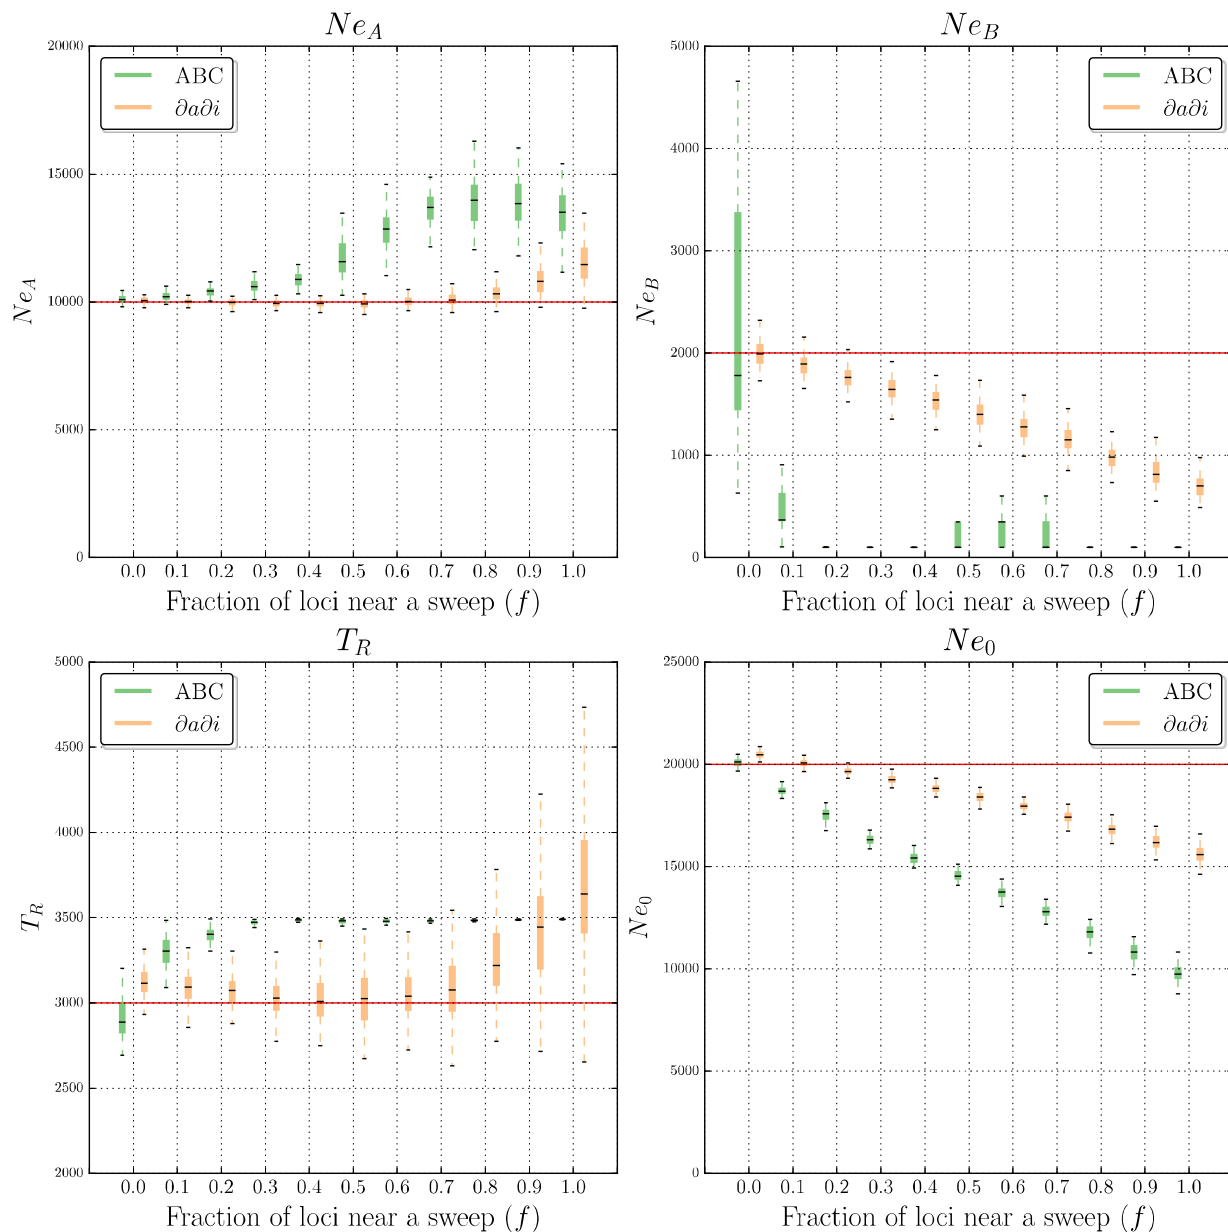 Ne_A
20000
15000
10000
5000
0
Ne_A
ABC
∂a∂i
0.0 0.1 0.2 0.3 0.4 0.5 0.6 0.7 0.8 0.9 1.0
Fraction of loci near a sweep (f)
Ne_B
5000
4000
3000
2000
1000
0
Ne_B
ABC
∂a∂i
0.0 0.1 0.2 0.3 0.4 0.5 0.6 0.7 0.8 0.9 1.0
Fraction of loci near a sweep (f)
T_R
5000
4500
4000
3500
3000
2500
2000
T_R
ABC
∂a∂i
0.0 0.1 0.2 0.3 0.4 0.5 0.6 0.7 0.8 0.9 1.0
Fraction of loci near a sweep (f)
Ne_0
25000
20000
15000
10000
5000
0
Ne_0
ABC
∂a∂i
0.0 0.1 0.2 0.3 0.4 0.5 0.6 0.7 0.8 0.9 1.0
Fraction of loci near a sweep (f)